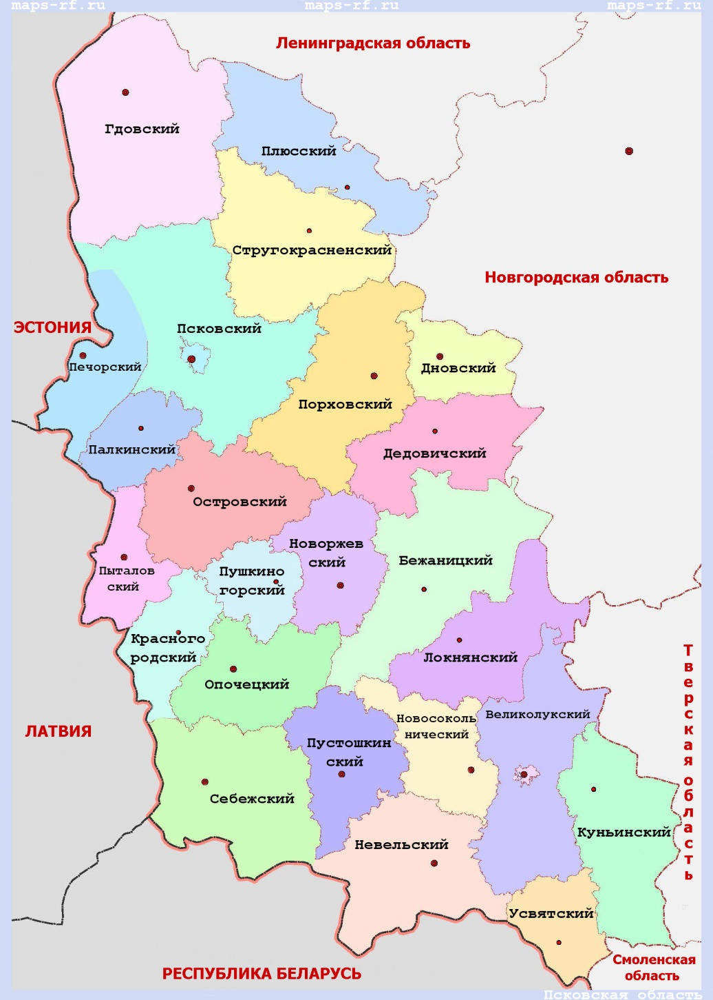 maps-rf.ru
maps-rf.ru
maps-rf.ru
Ленинградская область
Гдовский
Плюсский
Стругокрасненский
Новгородская область
ЭСТОНИЯ
Псковский
Печорский
Дновский
Порховский
Палкинский
Дедовичский
Островский
Новоржев
ский
Бежаницкий
Пыталов
ский
Пушкино
горский
Красного
родский
Локнянский
Опочецкий
Тверская область
Великолукский
Новосоколь
нический
ЛАТВИЯ
Пустошкин
ский
Себежский
Куньинский
Невельский
Усвятский
Смоленская
область
РЕСПУБЛИКА БЕЛАРУСЬ
Псковская область